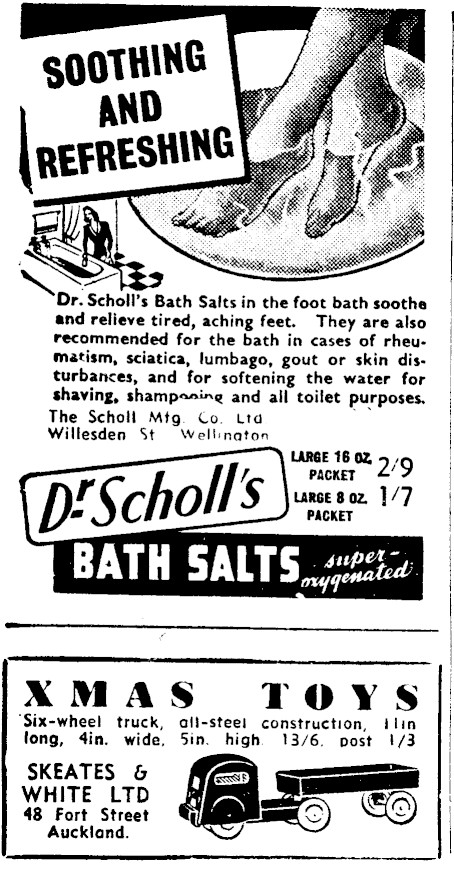 SOOTHING
AND
REFRESHING
Dr. Scholl's Bath Salts in the foot bath soothe
and relieve tired, aching feet. They are also
recommended for the bath in cases of rheu-
matism, sciatica, lumbago, gout or skin dis-
turbances, and for softening the water for
shaving, shampooing and all toilet purposes.
The Scholl Mfg. Co. Ltd
Willesden St Wellington
LARGE 16 OZ. PACKET 2/9
LARGE 8 OZ. PACKET 1/7
Dr. Scholl's
BATH SALTS super-
oxygenated
XMAS TOYS
Six-wheel truck, all-steel construction, 11in
long, 4in. wide, 5in. high. 13/6, post 1/3
SKEATES &
WHITE LTD
48 Fort Street
Auckland.